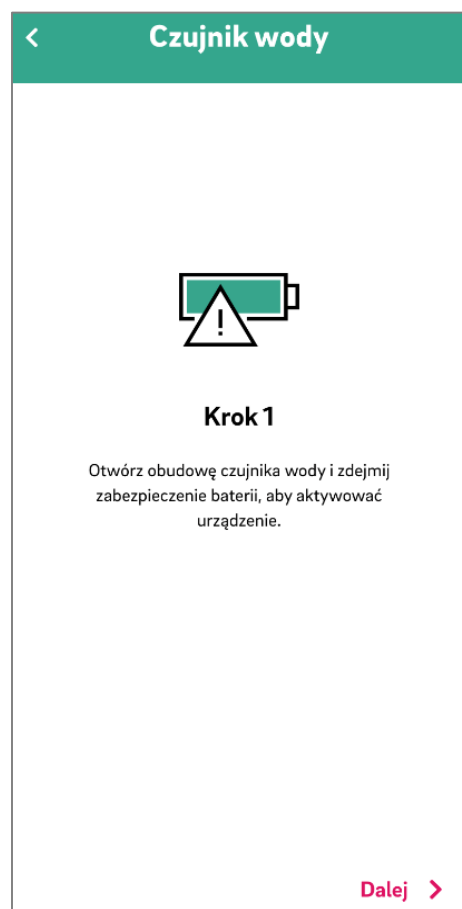 Czujnik wody
Krok 1
Otwórz obudowę czujnika wody i zdejmij
zabezpieczenie baterii, aby aktywować
urządzenie.
Dalej